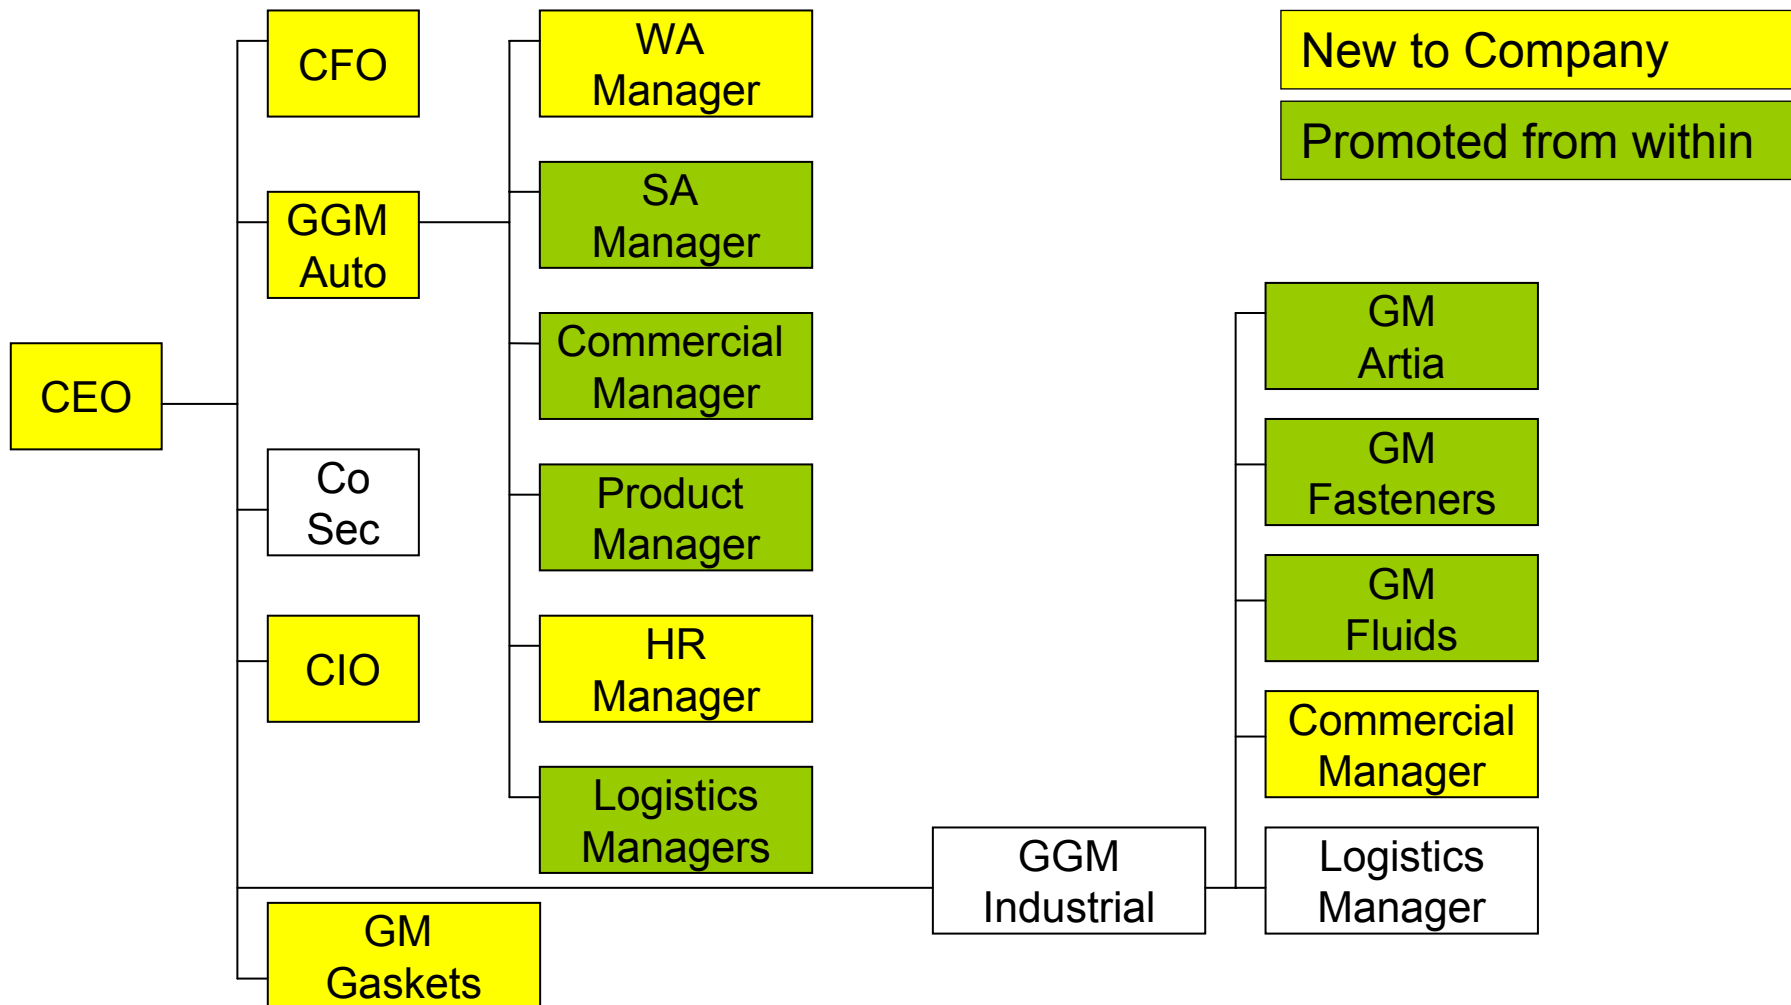 CEO
CFO
GGM
Auto
Co
Sec
CIO
GM
Gaskets
WA
Manager
SA
Manager
Commercial
Manager
Product
Manager
HR
Manager
Logistics
Managers
GGM
Industrial
GM
Artia
GM
Fasteners
GM
Fluids
Commercial
Manager
Logistics
Manager
New to Company
Promoted from within